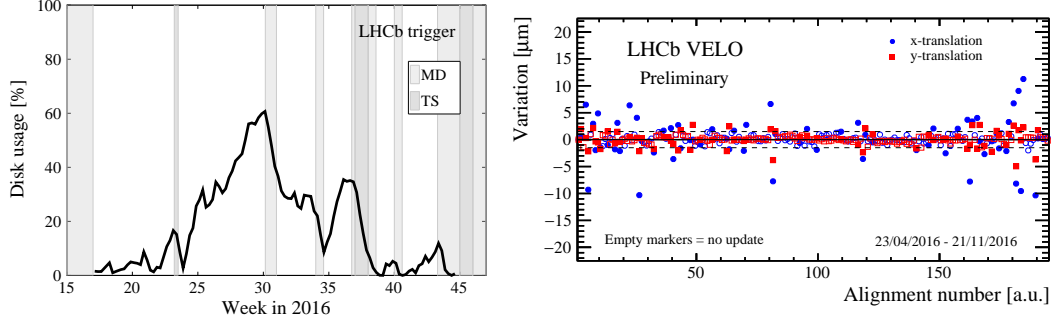 100
80
60
40
20
0
Disk usage [%]
LHCb trigger
MD
TS
15 20 25 30 35 40 45
Week in 2016
20
15
10
5
0
−5
−10
−15
−20
Variation [μm]
LHCb VELO
Preliminary
x-translation
y-translation
Empty markers = no update
23/04/2016 - 21/11/2016
50 100 150
Alignment number [a.u.]